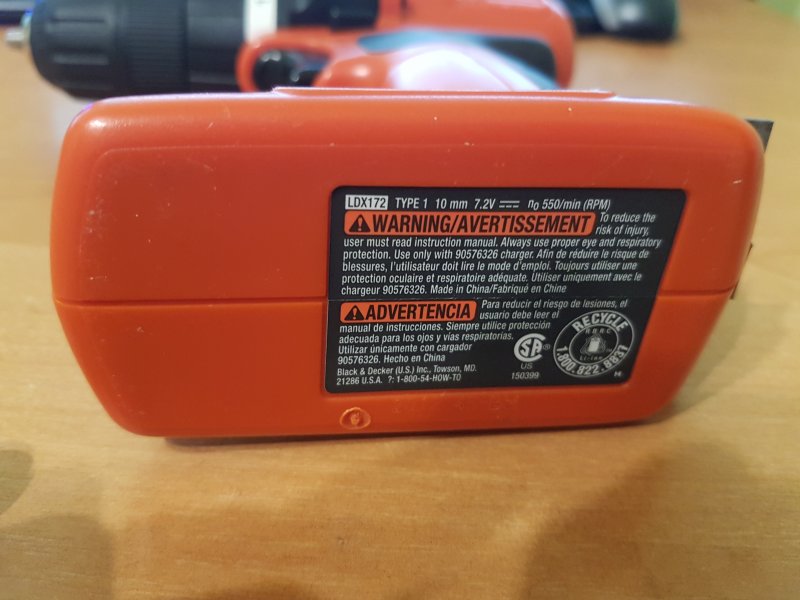 LDX172 TYPE 1 10 mm 7.2V no 550/min (RPM)
WARNING/AVERTISSEMENT To reduce the
risk of injury,
user must read instruction manual. Always use proper eye and respiratory
protection. Use only with 90576326 charger. Afin de réduire le risque de
blessures, l'utilisateur doit lire le mode d'emploi. Toujours utiliser une
protection oculaire et respiratoire adéquate. Utiliser uniquement avec le
chargeur 90576326. Made in China/Fabriqué en China
ADVERTENCIA Para reducir el riesgo de lesiones, el
usuario debe leer el
manual de instrucciones. Siempre utilice protección
adecuada para los ojos y vías respiratorias.
Utilizar únicamente con cargador
90576326. Hecho en China
Black & Decker (U.S.) Inc., Towson, MD.
21286 U.S.A. ?: 1-800-54-HOW-TO
SA ®
US
150399
RECYCLE
RBRC
Li-ion
1.800.822.8837